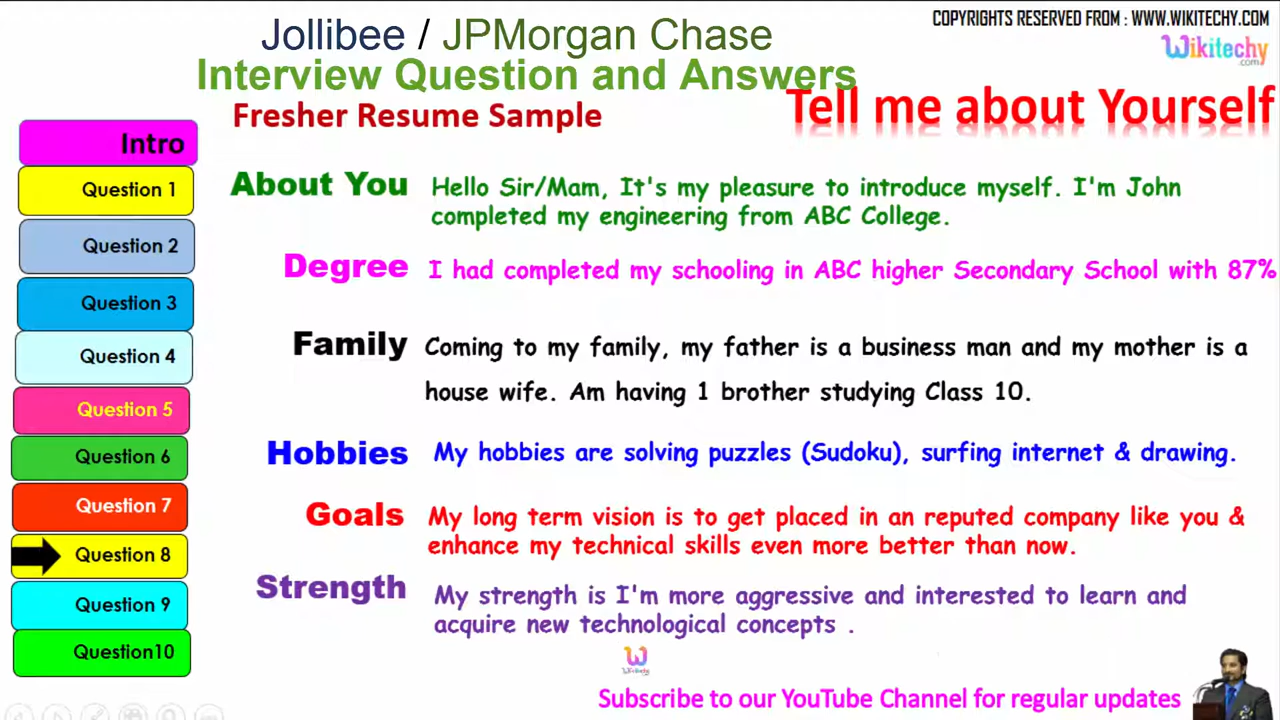 COPYRIGHTS RESERVED FROM : WWW.WIKITECHY.COM
Wikitechy
.com
Jollibee / JPMorgan Chase
Interview Question and Answers
Fresher Resume Sample
Tell me about Yourself
Intro
Question 1
Question 2
Question 3
Question 4
Question 5
Question 6
Question 7
Question 8
Question 9
Question10
About You
Hello Sir/Mam, It's my pleasure to introduce myself. I'm John
completed my engineering from ABC College.
Degree
I had completed my schooling in ABC higher Secondary School with 87%
Family
Coming to my family, my father is a business man and my mother is a
house wife. Am having 1 brother studying Class 10.
Hobbies
My hobbies are solving puzzles (Sudoku), surfing internet & drawing.
Goals
My long term vision is to get placed in an reputed company like you &
enhance my technical skills even more better than now.
Strength
My strength is I'm more aggressive and interested to learn and
acquire new technological concepts .
Wikitechy
Subscribe to our YouTube Channel for regular updates